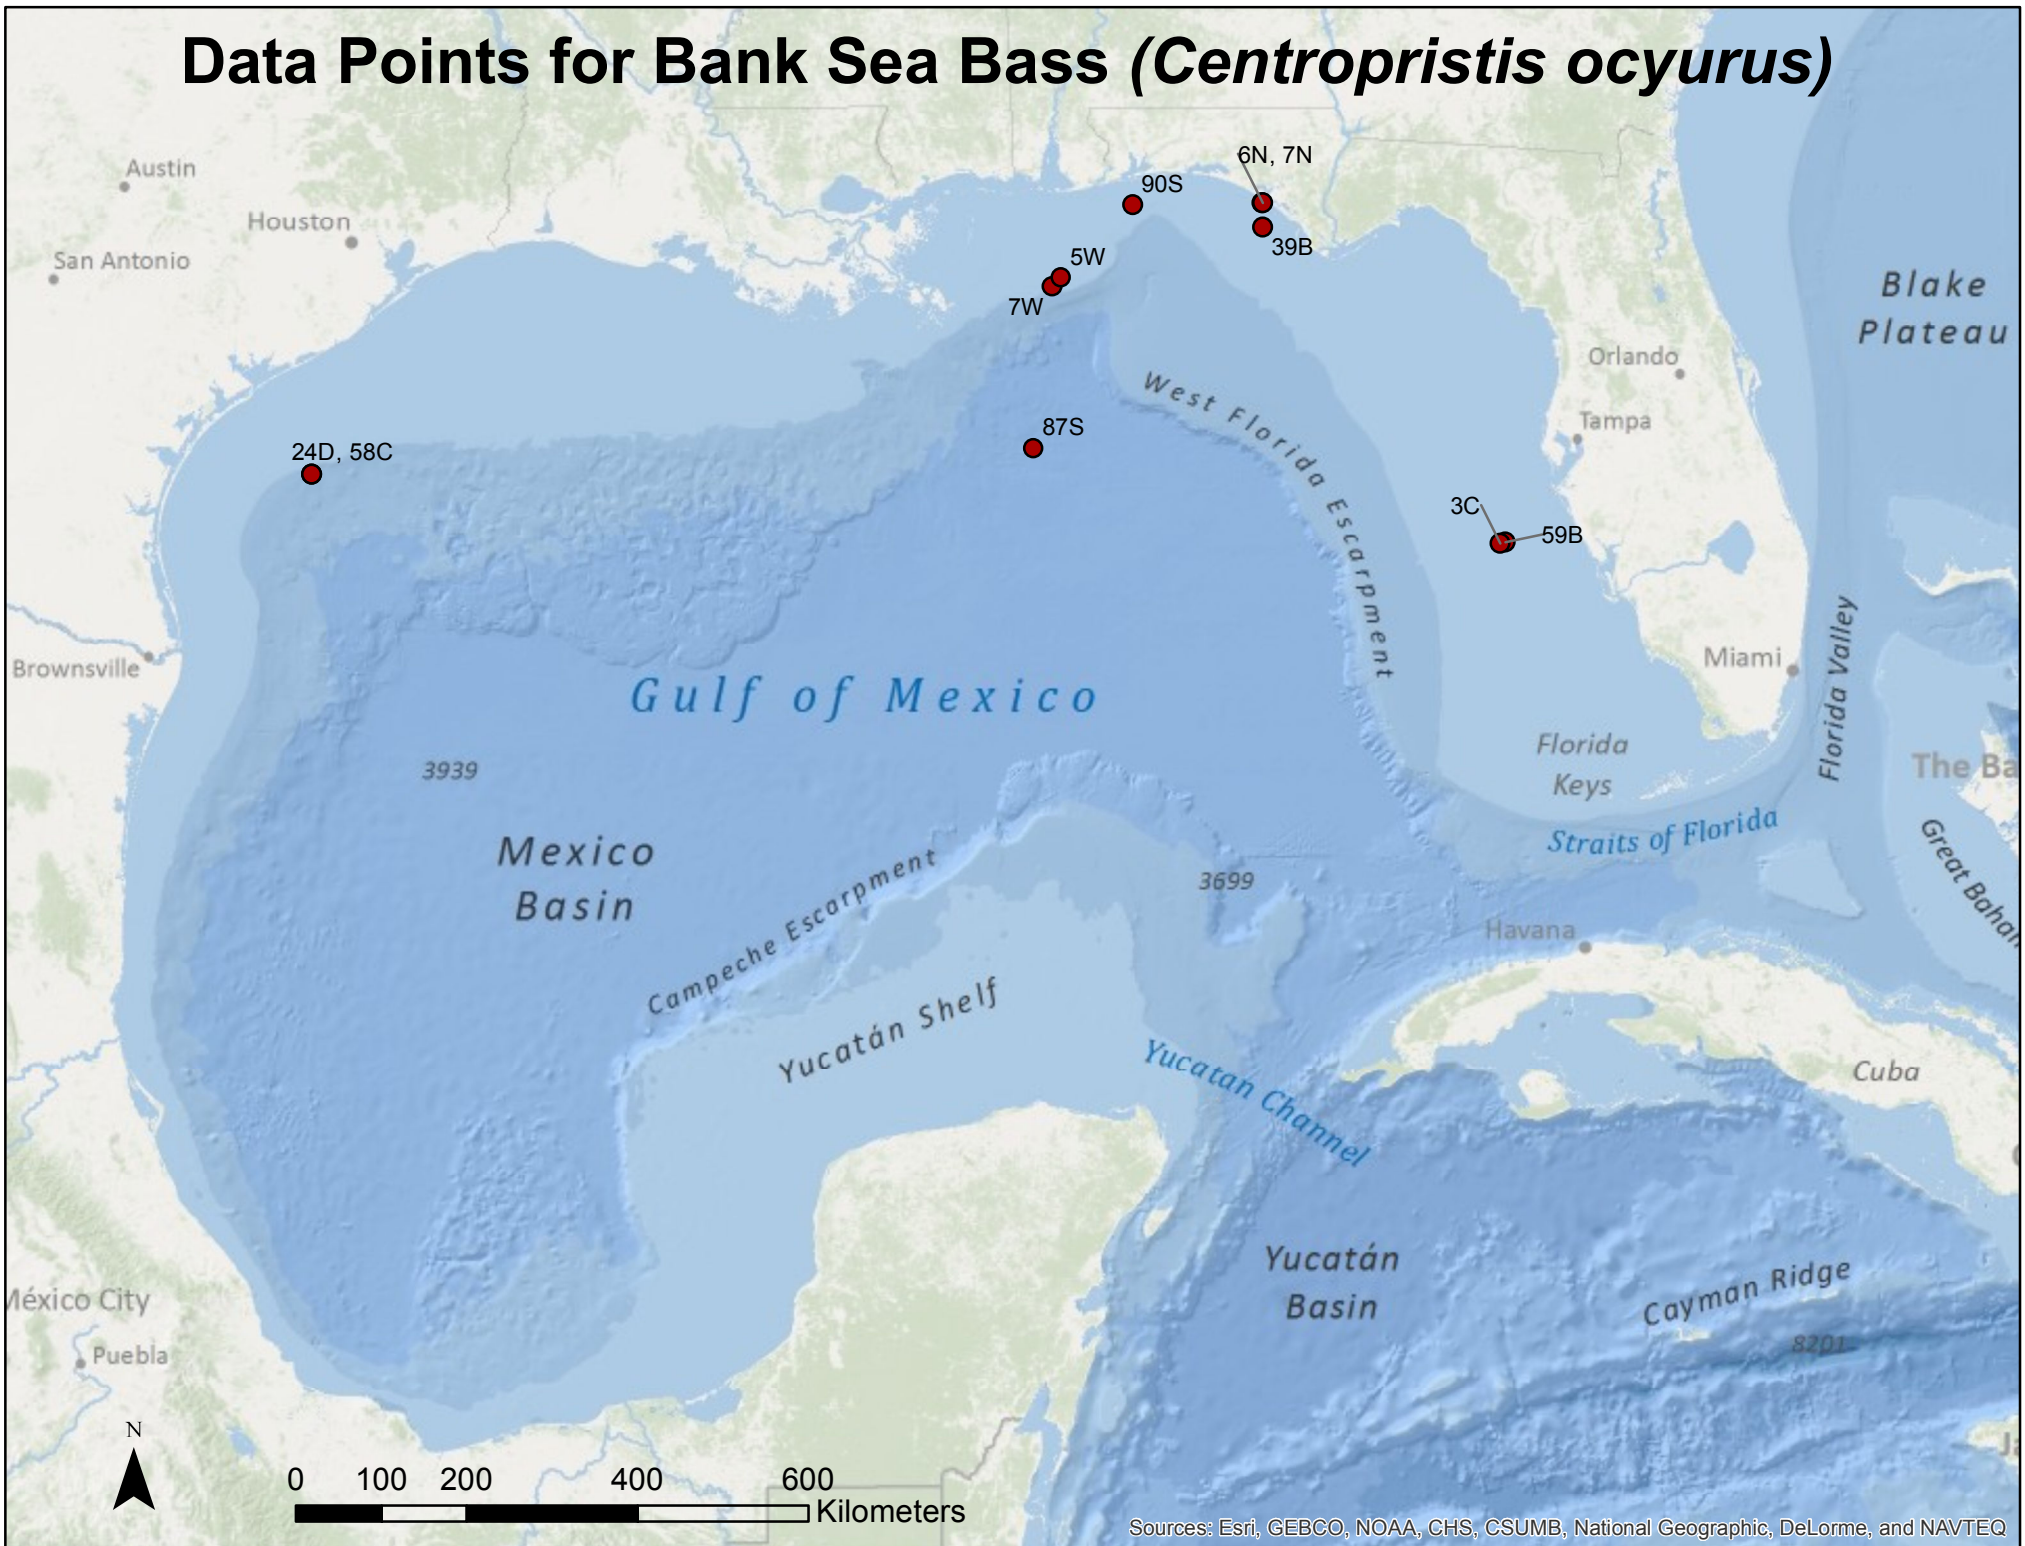 Data Points for Bank Sea Bass (Centropristis ocyurus)
Austin
Houston
San Antonio
6N, 7N
90S
39B
5W
7W
Blake
Plateau
Orlando
Tampa
West Florida Escarpment
87S
24D, 58C
3C
59B
Brownsville
Gulf of Mexico
Miami
Florida Valley
Florida
Keys
The Ba
3939
Straits of Florida
Great Baham
Mexico
Basin
Campeche Escarpment
3699
Havana
Yucatán Shelf
Yucatan Channel
Cuba
Yucatán
Basin
Cayman Ridge
8201
México City
Puebla
N
0 100 200 400 600
Kilometers
Sources: Esri, GEBCO, NOAA, CHS, CSUMB, National Geographic, DeLorme, and NAVTEQ